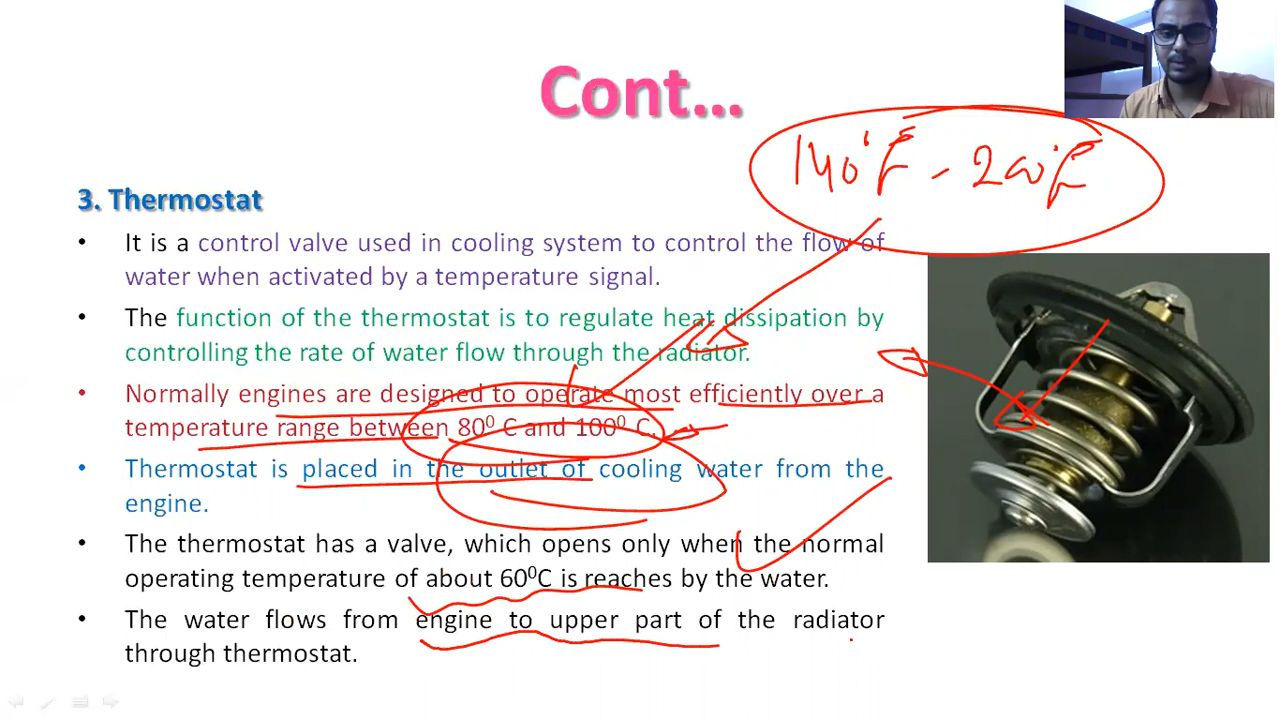 Cont...
140°F - 200°F
3. Thermostat
• It is a control valve used in cooling system to control the flow of
water when activated by a temperature signal.
• The function of the thermostat is to regulate heat dissipation by
controlling the rate of water flow through the radiator.
• Normally engines are designed to operate most efficiently over a
temperature range between 80⁰ C and 100⁰ C.
• Thermostat is placed in the outlet of cooling water from the
engine.
• The thermostat has a valve, which opens only when the normal
operating temperature of about 60⁰C is reaches by the water.
• The water flows from engine to upper part of the radiator
through thermostat.